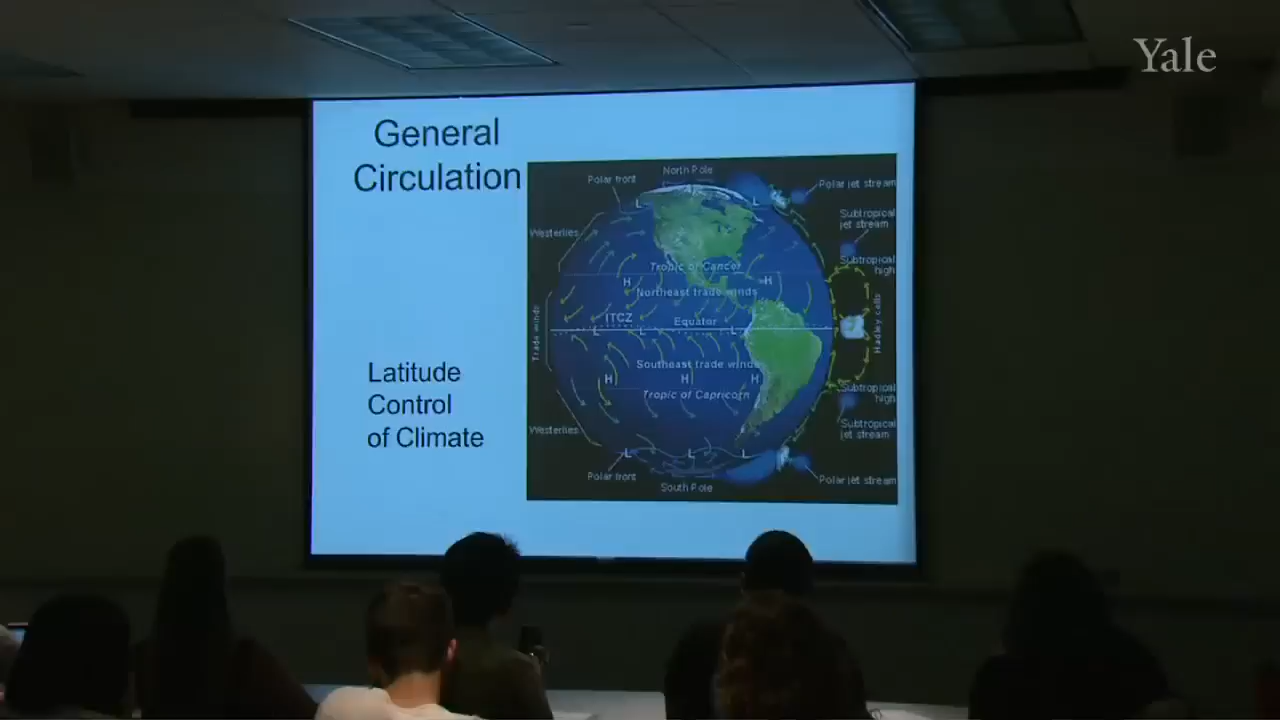 Yale
General
Circulation
North Pole
Polar front
Polar jet stream
Subtropical
jet stream
Westerlies
Subtropical
high
Tropic of Cancer
H
H
Northeast trade winds
Trade winds
ITCZ
Equator
Hadley cells
L
L
L
Southeast trade winds
Latitude
Control
of Climate
H
H
H
Tropic of Capricorn
Subtropical
high
Subtropical
jet stream
Westerlies
L
L
L
Polar front
South Pole
Polar jet stream
L
L